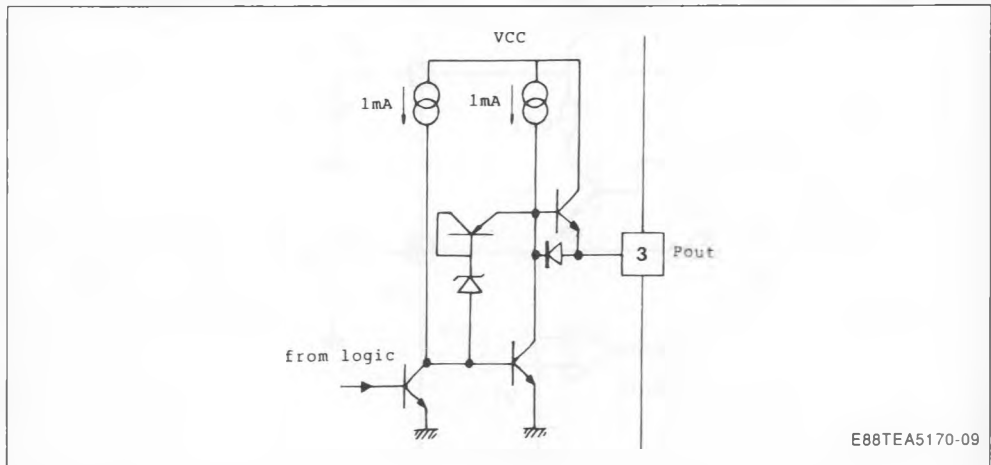 VCC
1mA 1mA
3 Pout
from logic
E88TEA5170-09